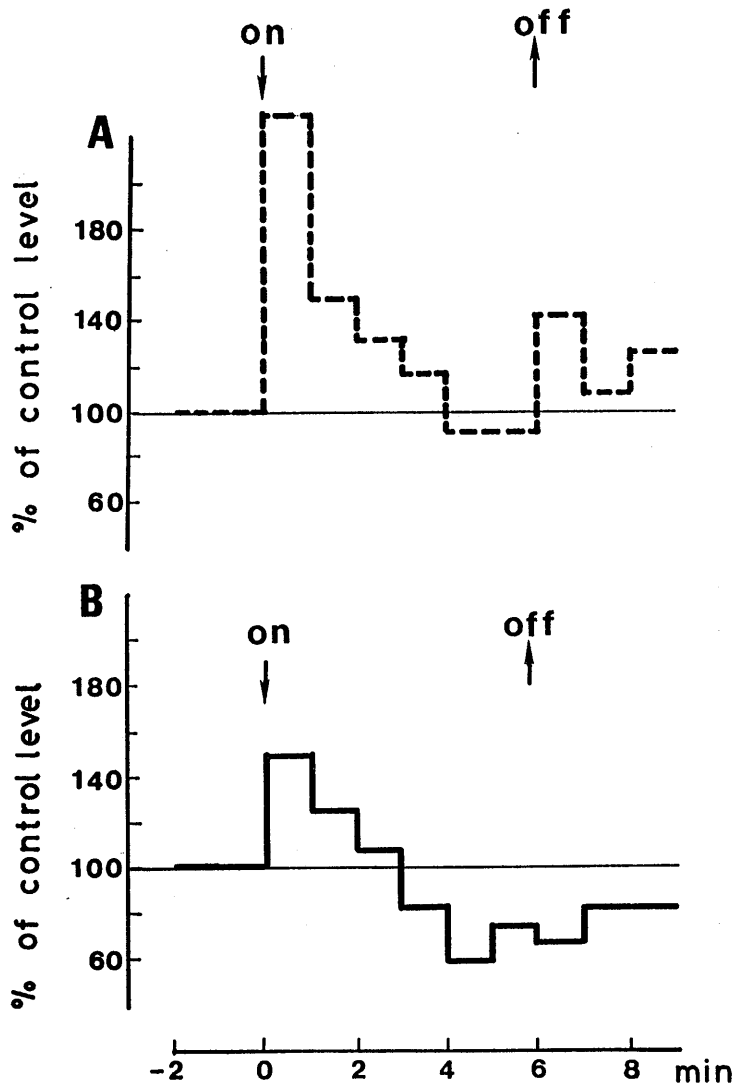 on off
A
% of control level
180
140
100
60
B
on off
% of control level
180
140
100
60
-2 0 2 4 6 8 min